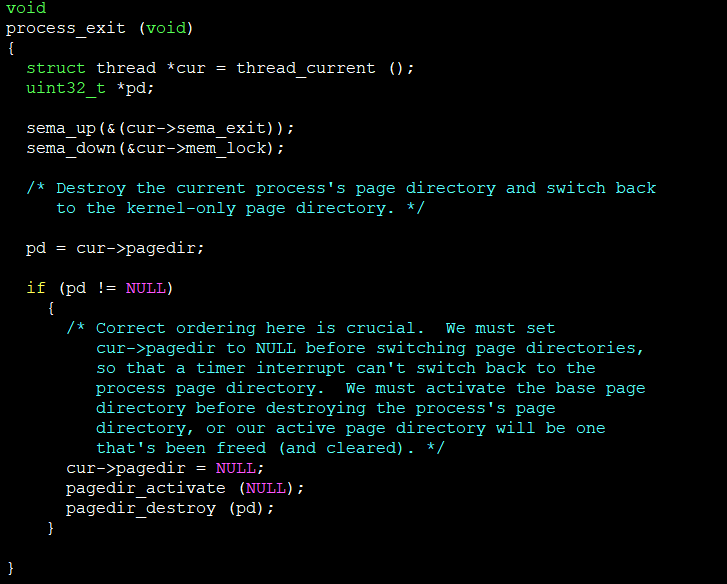 void
process_exit (void)
{
  struct thread *cur = thread_current ();
  uint32_t *pd;

  sema_up(&(cur->sema_exit));
  sema_down(&cur->mem_lock);

  /* Destroy the current process's page directory and switch back
     to the kernel-only page directory. */

  pd = cur->pagedir;

  if (pd != NULL)
    {
      /* Correct ordering here is crucial.  We must set
         cur->pagedir to NULL before switching page directories,
         so that a timer interrupt can't switch back to the
         process page directory.  We must activate the base page
         directory before destroying the process's page
         directory, or our active page directory will be one
         that's been freed (and cleared). */
      cur->pagedir = NULL;
      pagedir_activate (NULL);
      pagedir_destroy (pd);
    }

}